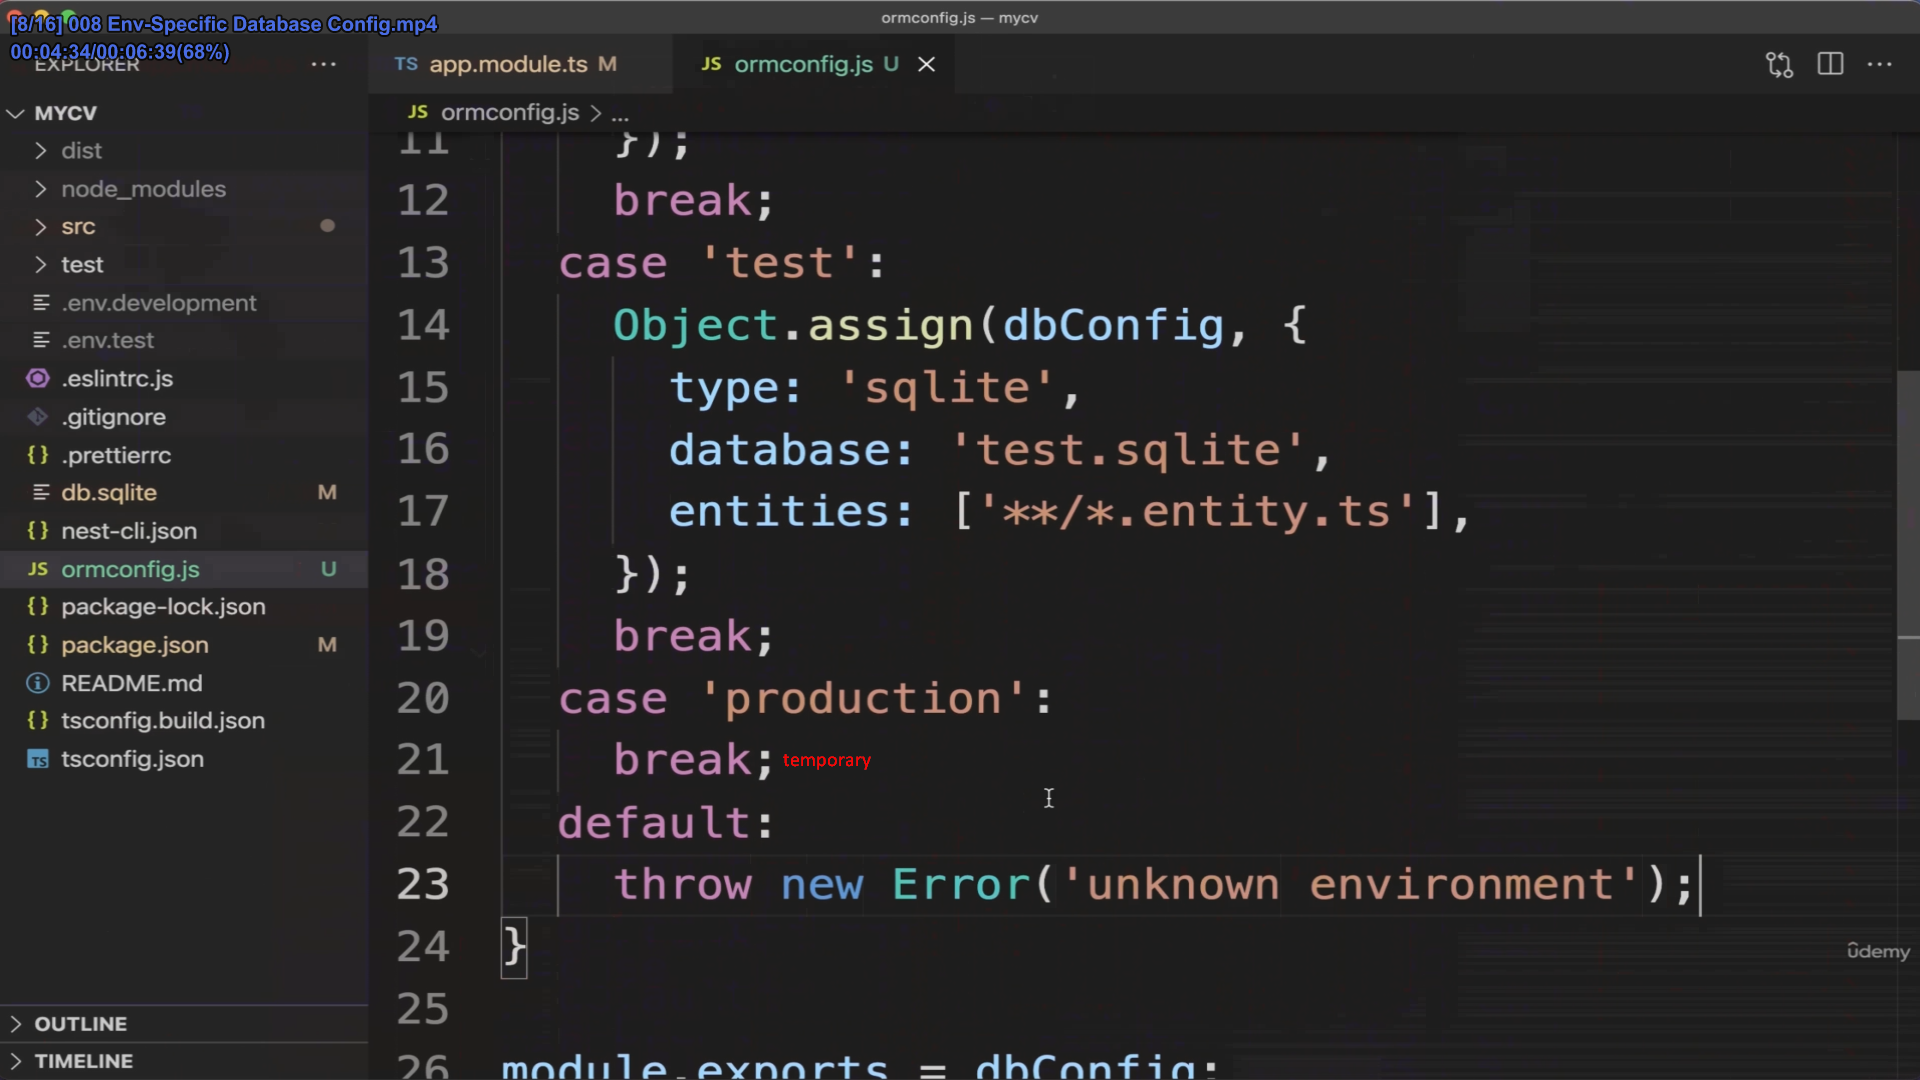 [8/16] 008 Env-Specific Database Config.mp4
00:04:34/00:06:39(68%)
ormconfig.js — mycv
EXPLORER
TS app.module.ts M
JS ormconfig.js U
JS ormconfig.js > ...
MYCV
dist
node_modules
src
test
.env.development
.env.test
.eslintrc.js
.gitignore
{} .prettierrc
db.sqlite M
{} nest-cli.json
JS ormconfig.js U
{} package-lock.json
{} package.json M
README.md
{} tsconfig.build.json
TS tsconfig.json
OUTLINE
TIMELINE
11 });
12 break;
13 case 'test':
14 Object.assign(dbConfig, {
15 type: 'sqlite',
16 database: 'test.sqlite',
17 entities: ['**/*.entity.ts'],
18 });
19 break;
20 case 'production':
21 break; temporary
22 default:
23 throw new Error('unknown environment');
24 }
25
26 module.exports = dbConfig;
ûdemy